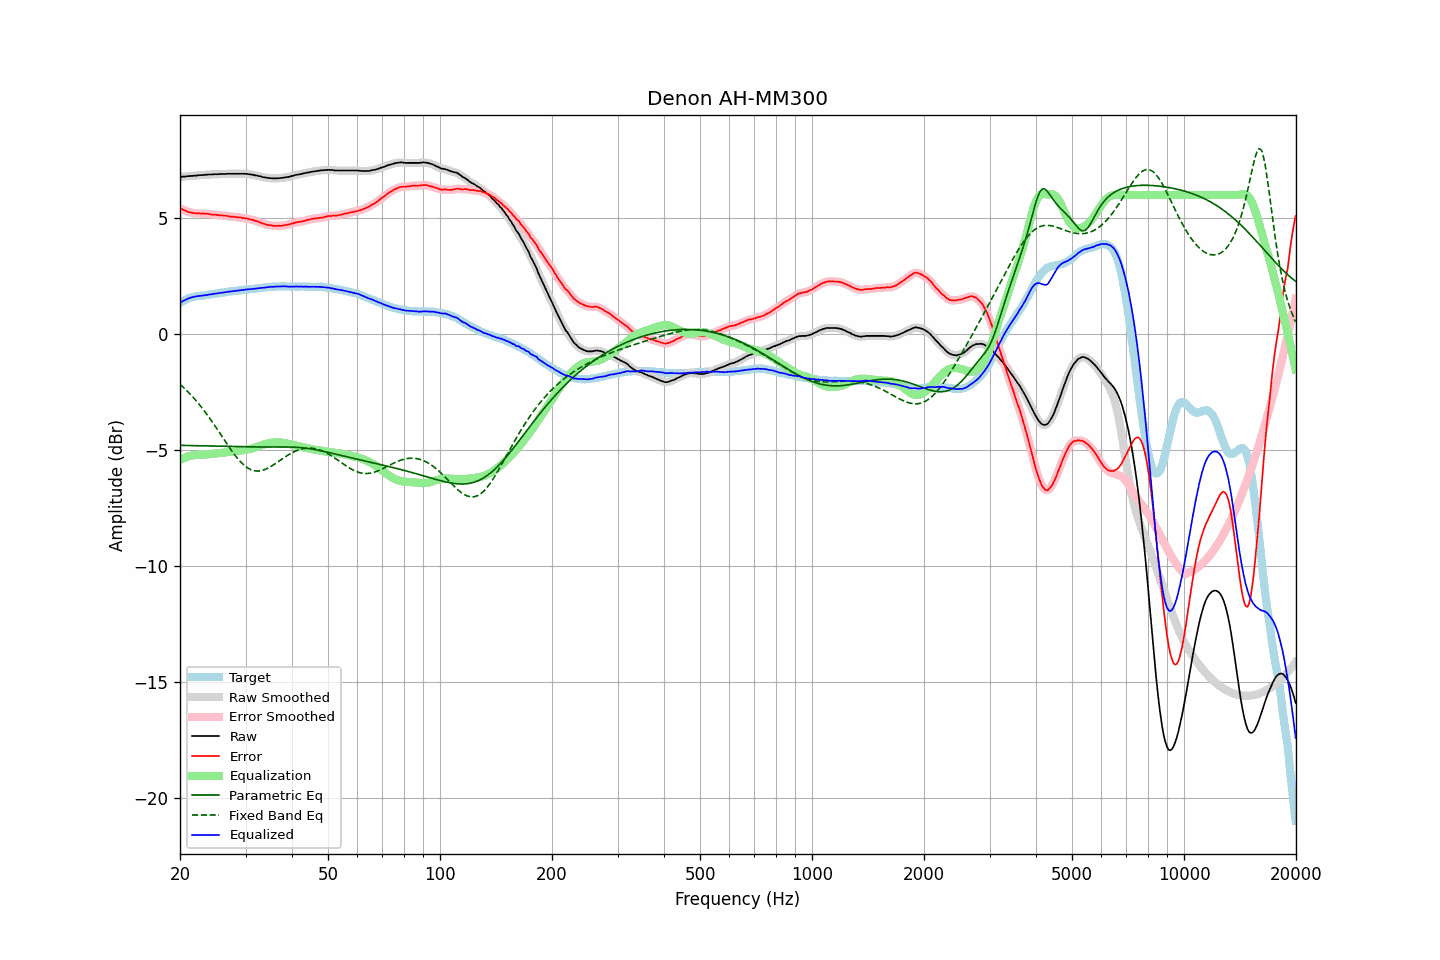 Denon AH-MM300
Amplitude (dBr)
5
0
−5
−10
−15
−20
Target
Raw Smoothed
Error Smoothed
Raw
Error
Equalization
Parametric Eq
Fixed Band Eq
Equalized
20 50 100 200 500 1000 2000 5000 10000 20000
Frequency (Hz)